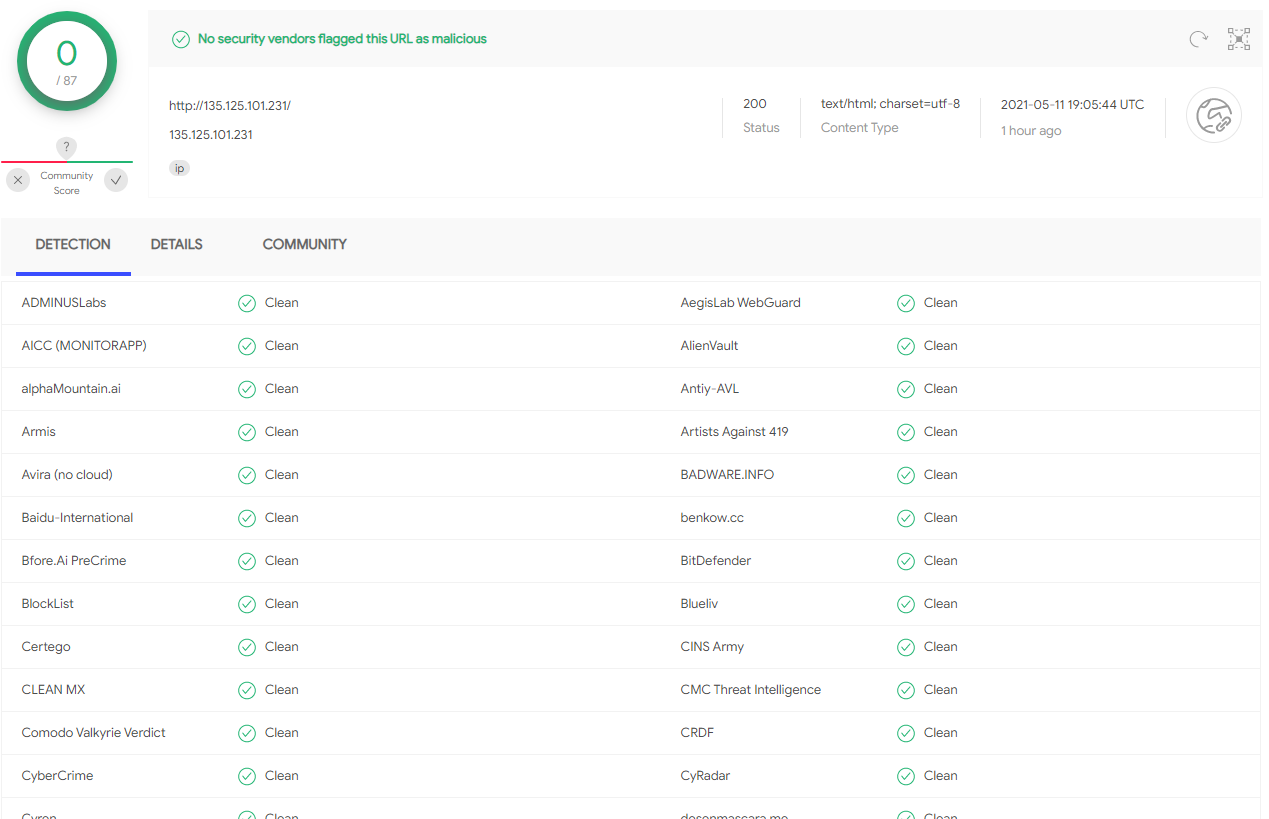 0
/ 87
No security vendors flagged this URL as malicious
http://135.125.101.231/
135.125.101.231
ip
200
Status
text/html; charset=utf-8
Content Type
2021-05-11 19:05:44 UTC
1 hour ago
?
Community
Score
DETECTION DETAILS COMMUNITY
ADMINUSLabs Clean AegisLab WebGuard Clean
AICC (MONITORAPP) Clean AlienVault Clean
alphaMountain.ai Clean Antiy-AVL Clean
Armis Clean Artists Against 419 Clean
Avira (no cloud) Clean BADWARE.INFO Clean
Baidu-International Clean benkow.cc Clean
Bfore.Ai PreCrime Clean BitDefender Clean
BlockList Clean Blueliv Clean
Certego Clean CINS Army Clean
CLEAN MX Clean CMC Threat Intelligence Clean
Comodo Valkyrie Verdict Clean CRDF Clean
CyberCrime Clean CyRadar Clean
Cyren Clean desenmascara.me Clean